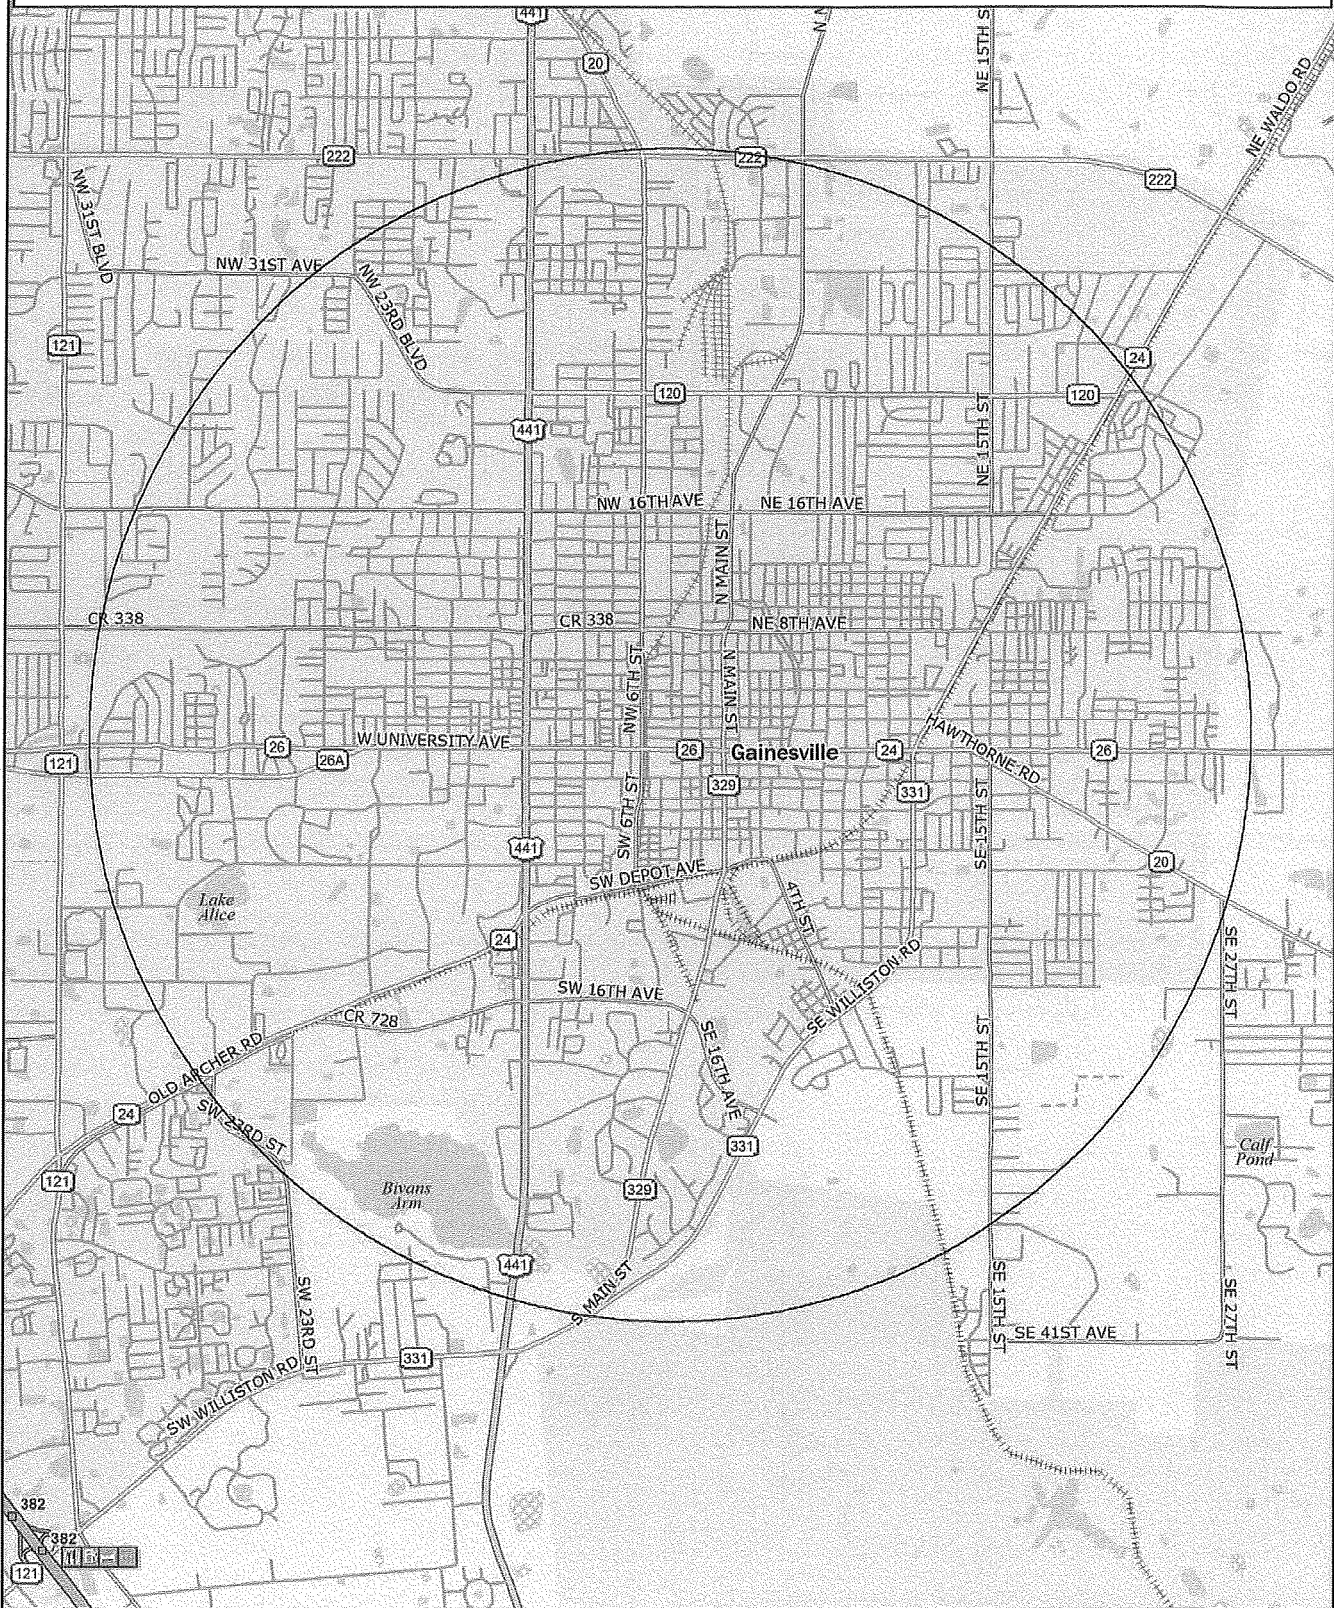 441
20
NE 15TH S
NE WALDO RD
222
222
222
NW 31ST BLVD
NW 31ST AVE
NW 23RD BLVD
121
24
120
120
441
NE 15TH ST
NW 16TH AVE
NE 16TH AVE
N MAIN ST
CR 338
CR 338
NE 8TH AVE
NW 6TH ST
N MAIN ST
W UNIVERSITY AVE
HAWTHORNE RD
121
26
26A
26
Gainesville
24
26
329
331
SW 6TH ST
SE 15TH ST
441
20
SW DEPOT AVE
4TH ST
Lake
Alice
24
SE WILLISTON RD
SE 27TH ST
SW 16TH AVE
CR 728
SE 16TH AVE
SE 15TH ST
OLD ARCHER RD
24
SW 23RD ST
331
Calf
Pond
121
Bivans
Arm
329
441
S MAIN ST
SW 23RD ST
SE 15TH ST
SE 27TH ST
SE 41ST AVE
331
SW WILLISTON RD
382
382
121